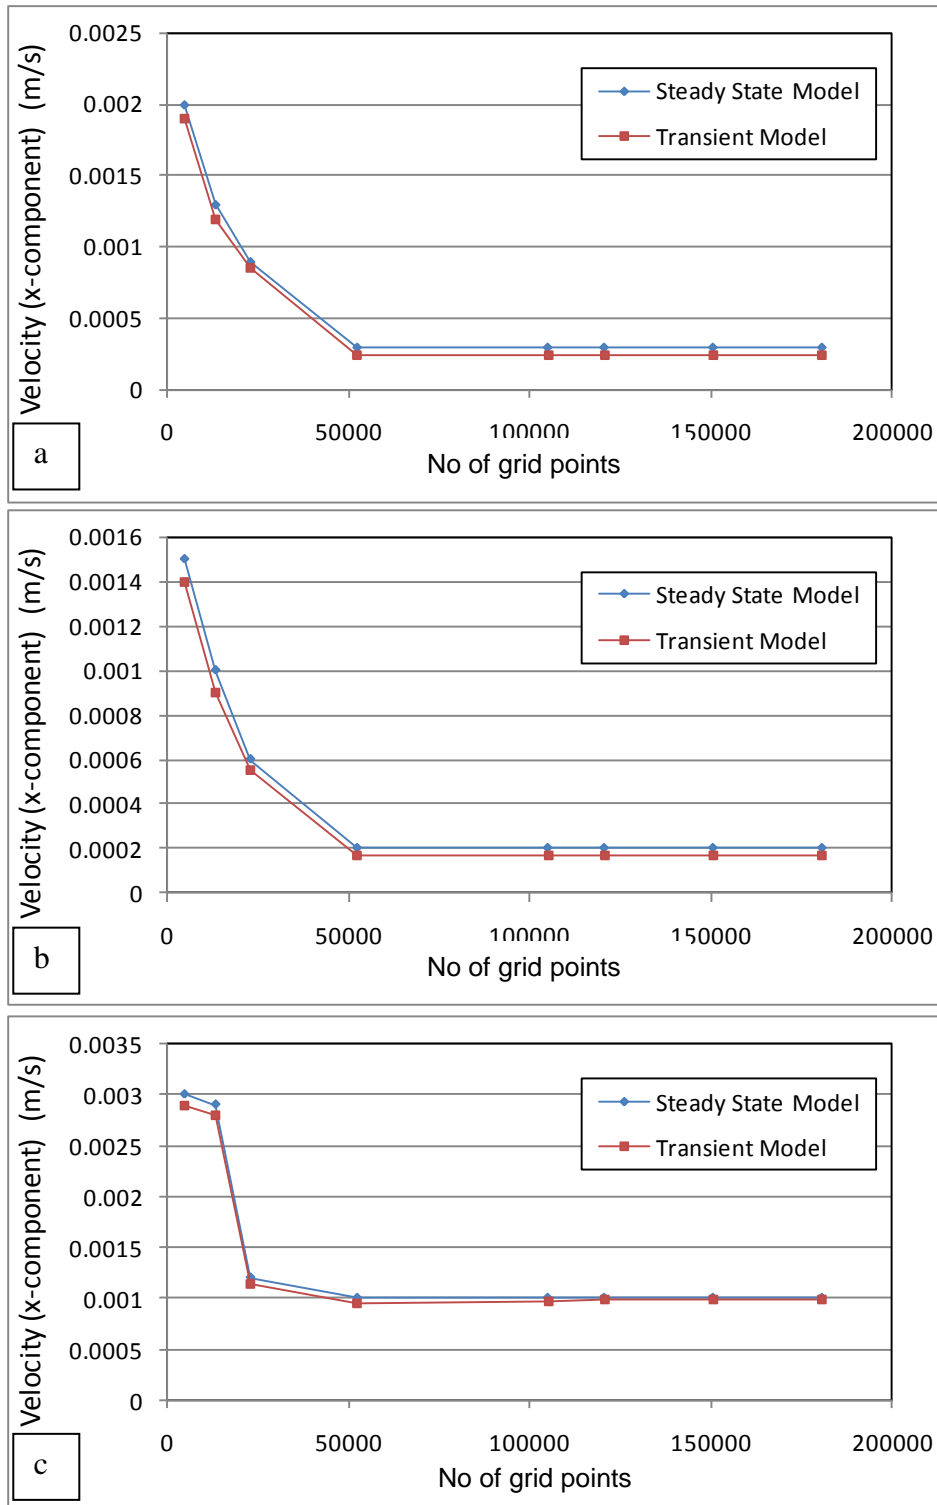 0.0025
0.002
0.0015
0.001
0.0005
0
Velocity (x-component) (m/s)
Steady State Model
Transient Model
0 50000 100000 150000 200000
No of grid points
a
0.0016
0.0014
0.0012
0.001
0.0008
0.0006
0.0004
0.0002
0
Velocity (x-component) (m/s)
Steady State Model
Transient Model
0 50000 100000 150000 200000
No of grid points
b
0.0035
0.003
0.0025
0.002
0.0015
0.001
0.0005
0
Velocity (x-component) (m/s)
Steady State Model
Transient Model
0 50000 100000 150000 200000
No of grid points
c